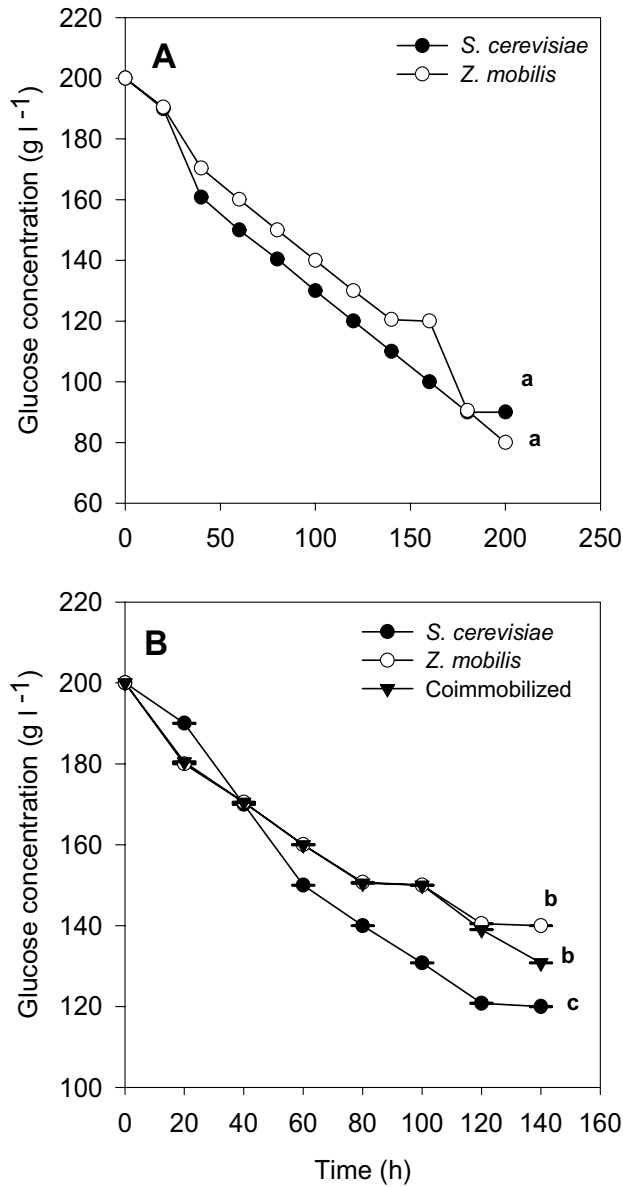 220
A
S. cerevisiae
Z. mobilis
200
180
160
140
120
100
80
60
a
a
Glucose concentration (g l -1)
0 50 100 150 200 250
220
B
S. cerevisiae
Z. mobilis
Coimmobilized
200
180
160
140
120
100
b
b
c
Glucose concentration (g l -1)
0 20 40 60 80 100 120 140 160
Time (h)